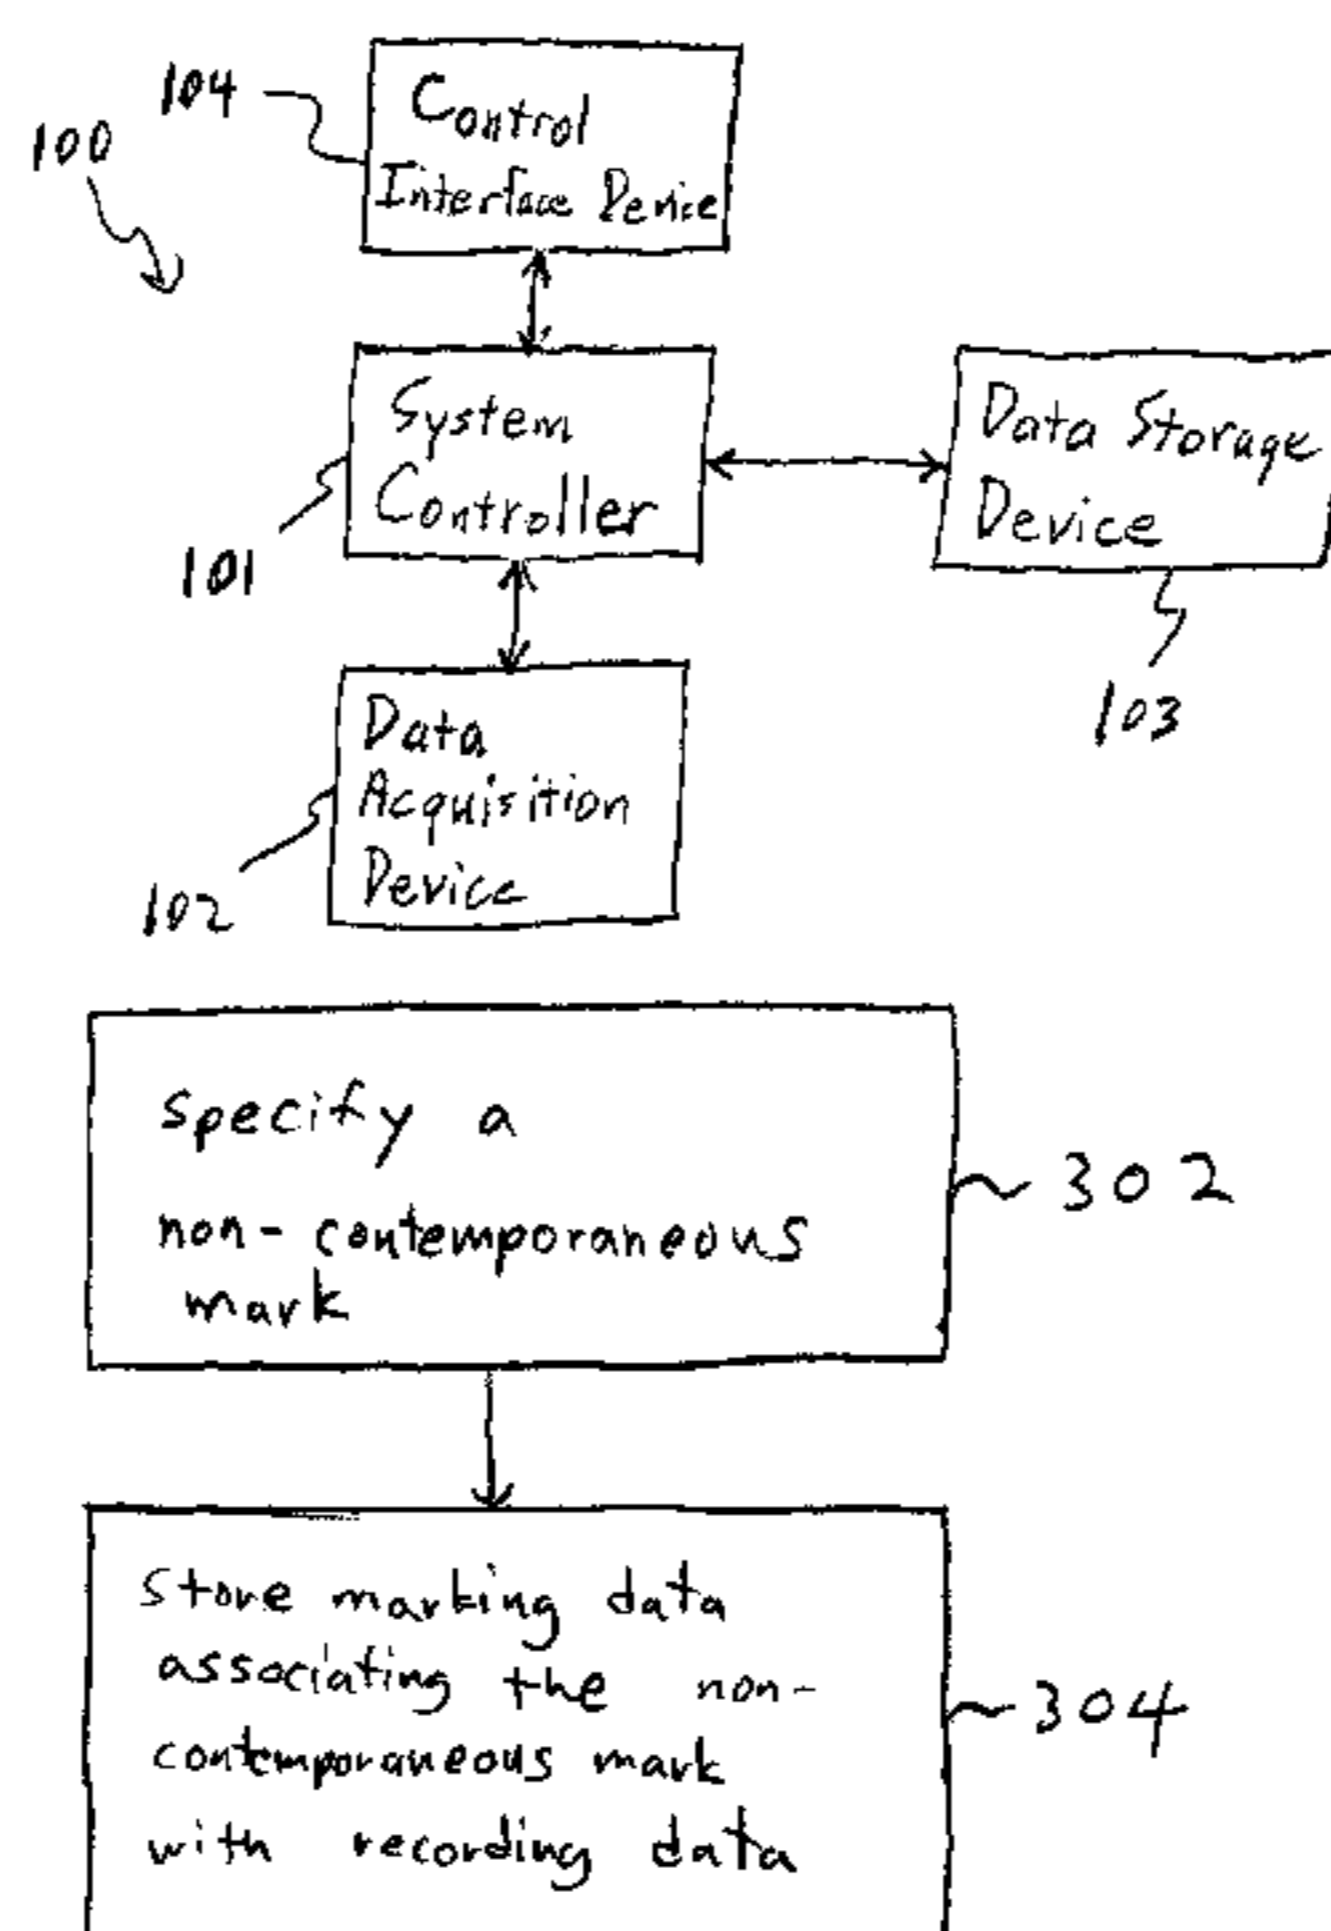 104
Control
Interface Device
100
System
Controller
Data Storage
Device
101
103
Data
Acquisition
Device
102
specify a
non-contemporaneous
mark
302
store marking data
associating the non-
contemporaneous mark
with recording data
304